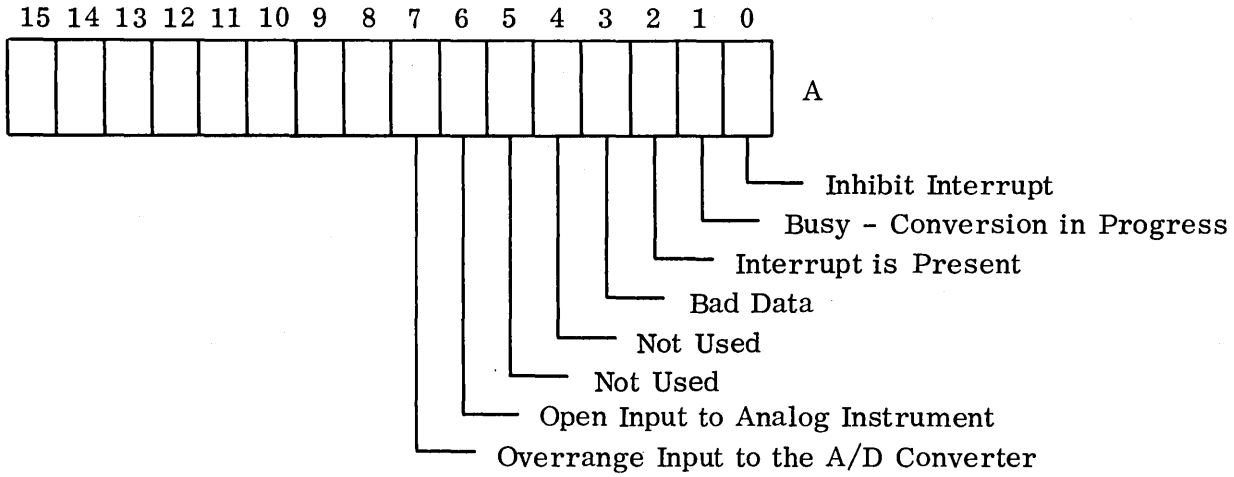 15 14 13 12 11 10 9 8 7 6 5 4 3 2 1 0
A
Inhibit Interrupt
Busy - Conversion in Progress
Interrupt is Present
Bad Data
Not Used
Not Used
Open Input to Analog Instrument
Overrange Input to the A/D Converter